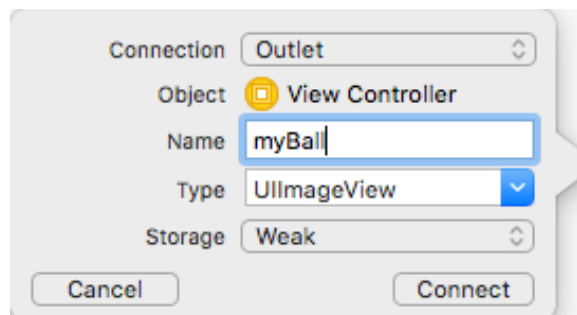 Connection Outlet
Object View Controller
Name myBall
Type UIImageView
Storage Weak
Cancel Connect